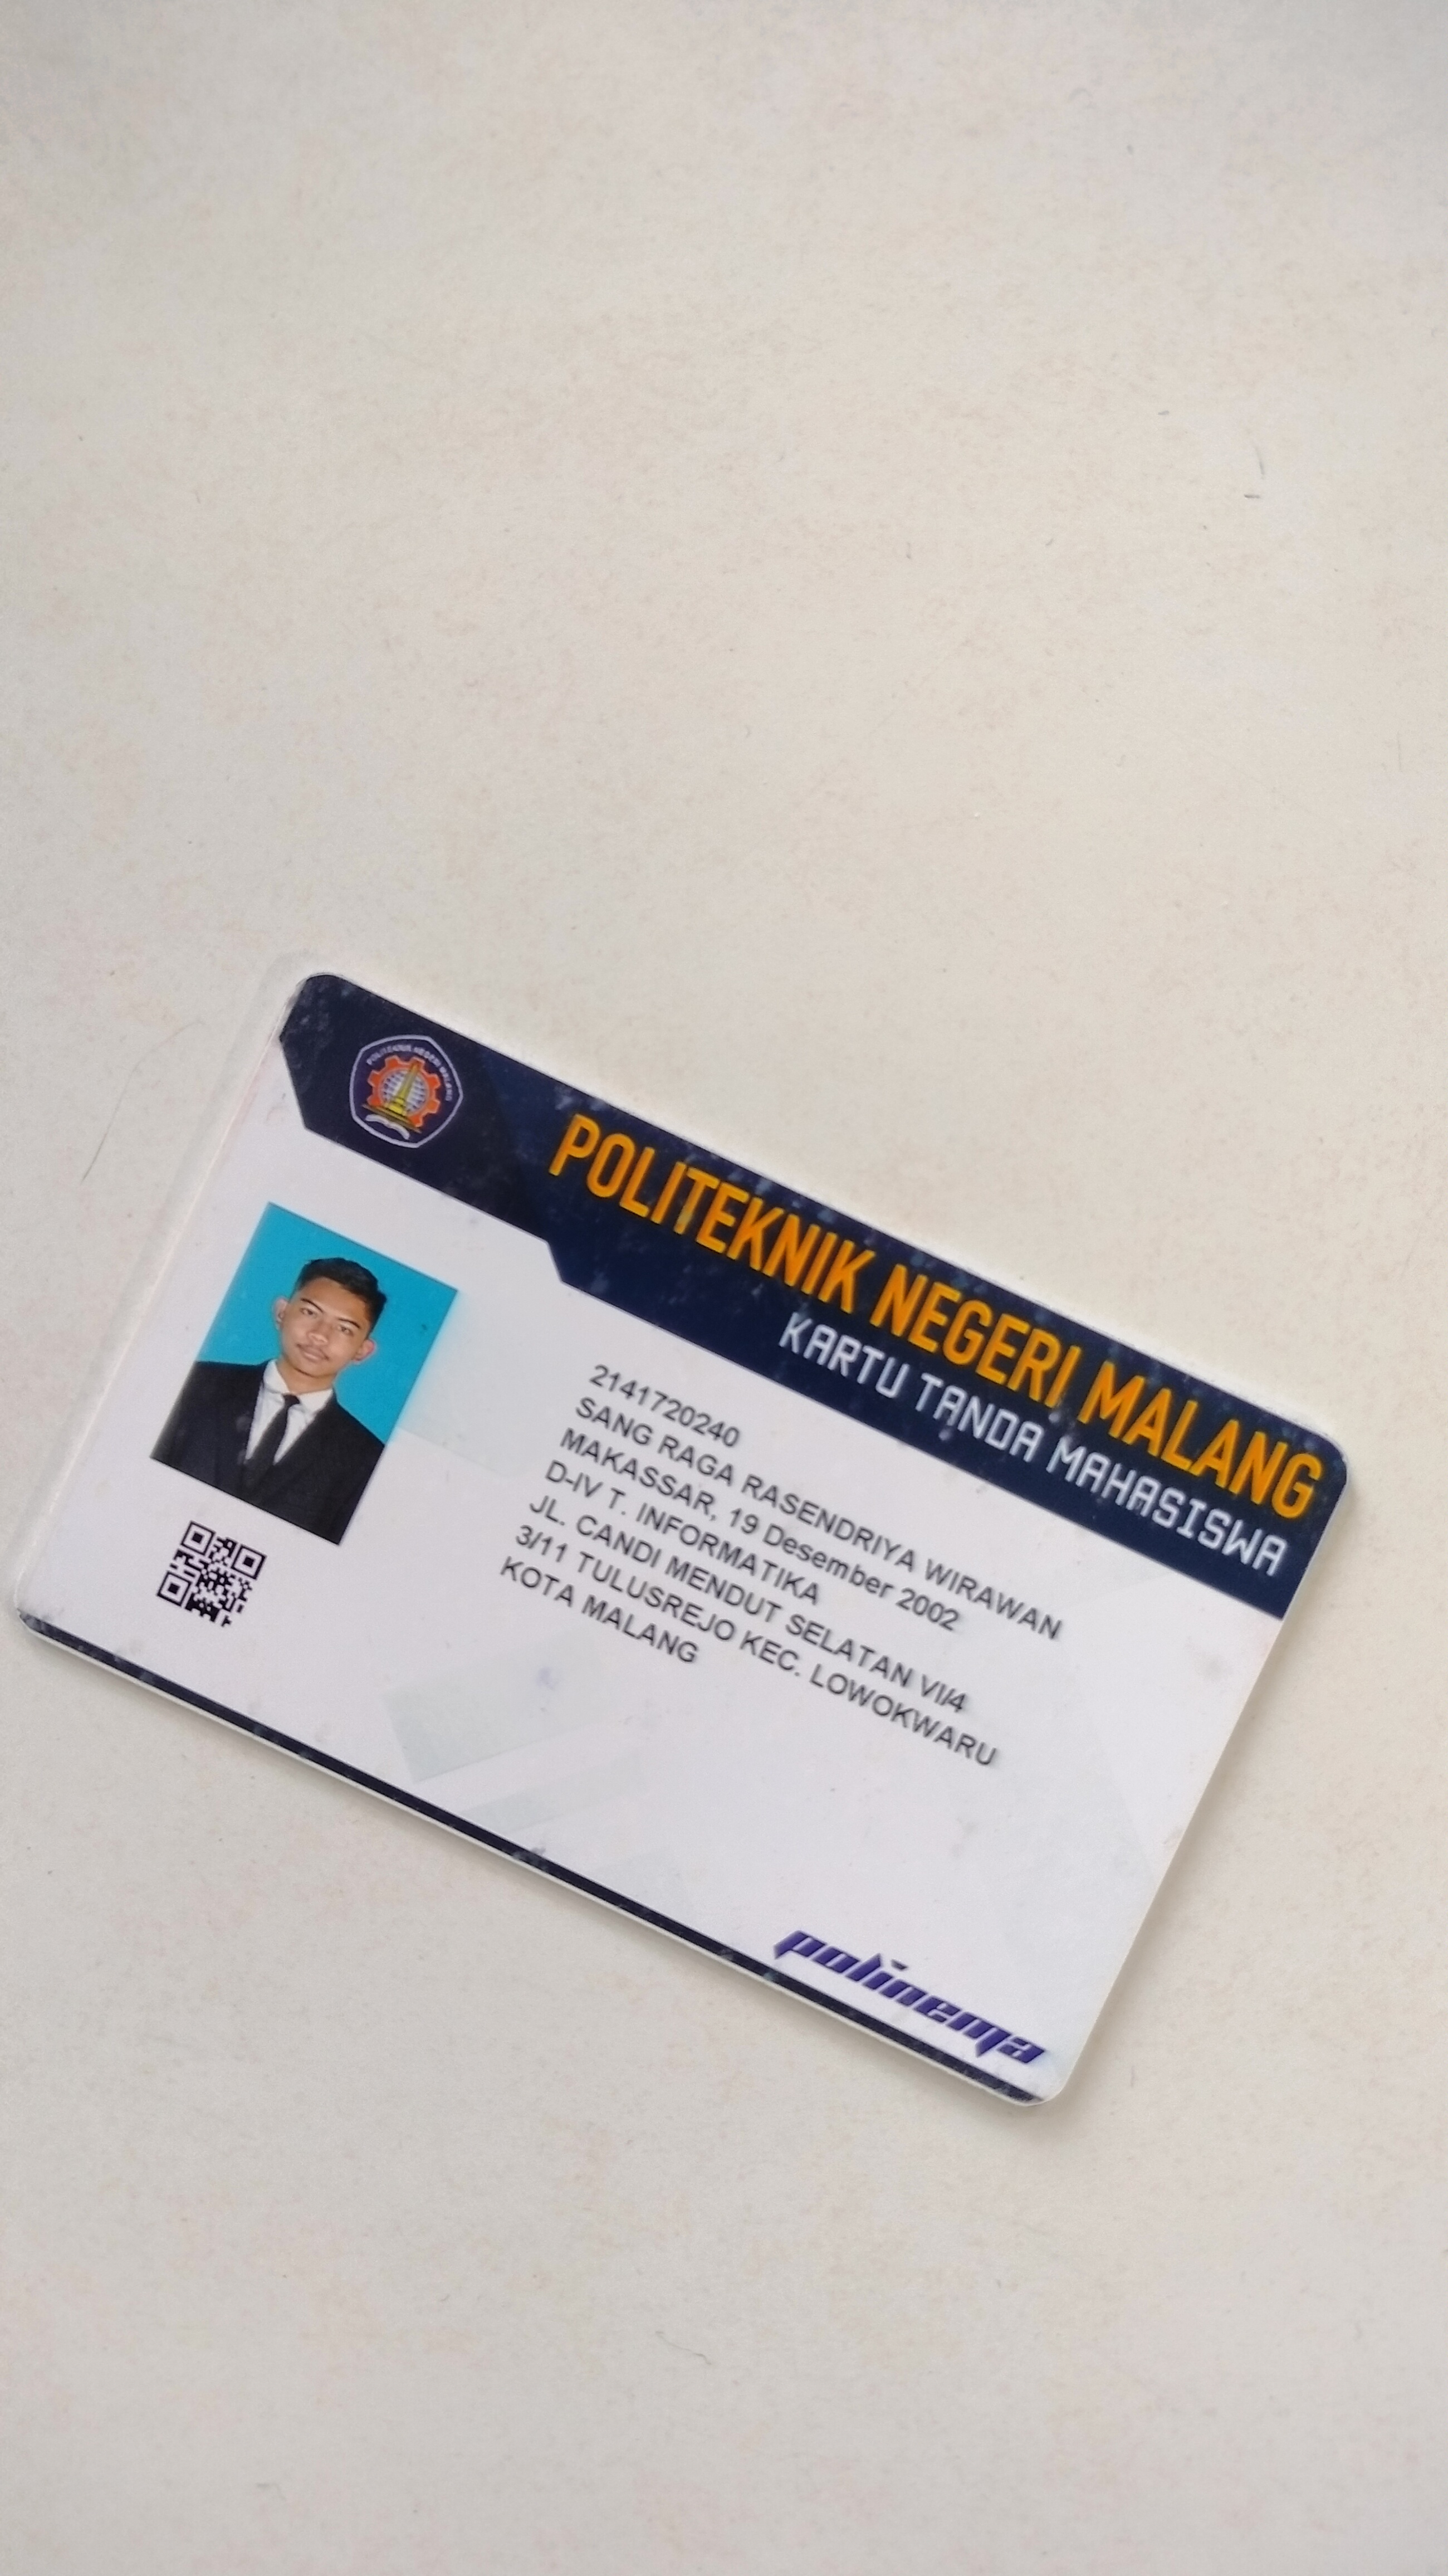 POLITEKNIK NEGERI MALANG
POLITEKNIK NEGERI MALANG
KARTU TANDA MAHASISWA
2141720240
SANG RAGA RASENDRIYA WIRAWAN
MAKASSAR, 19 Desember 2002
D-IV T. INFORMATIKA
JL. CANDI MENDUT SELATAN VI/4
3/11 TULUSREJO KEC. LOWOKWARU
KOTA MALANG
polinema